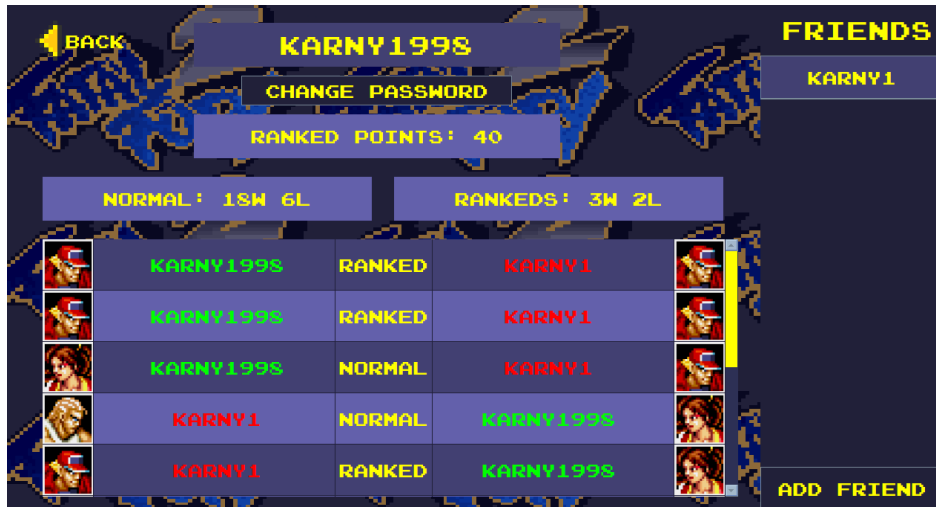 BACK
KARNY1998
CHANGE PASSWORD
RANKED POINTS: 40
NORMAL: 18W 6L
RANKEDS: 3W 2L
KARNY1998 RANKED KARNY1
KARNY1998 RANKED KARNY1
KARNY1998 NORMAL KARNY1
KARNY1 NORMAL KARNY1998
KARNY1 RANKED KARNY1998
FRIENDS
KARNY1
ADD FRIEND